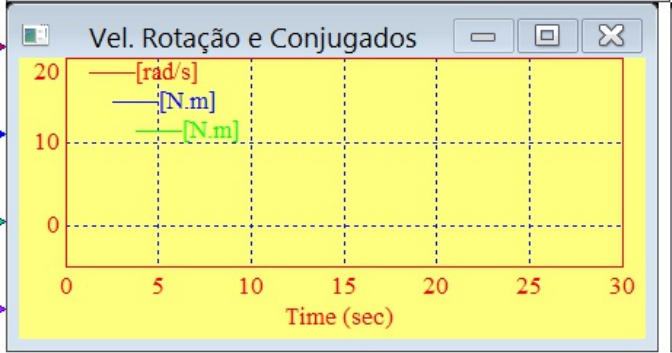 Vel. Rotação e Conjugados
20
[rad/s]
[N.m]
[N.m]
10
0
0 5 10 15 20 25 30
Time (sec)